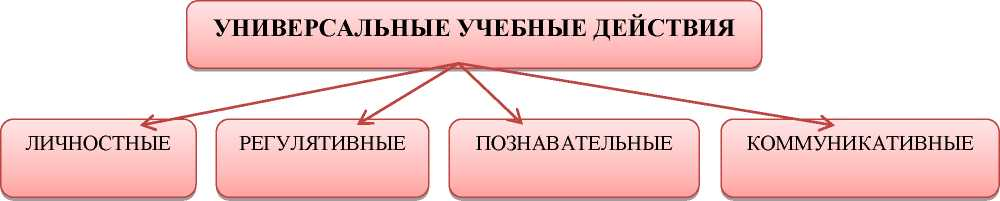 УНИВЕРСАЛЬНЫЕ УЧЕБНЫЕ ДЕЙСТВИЯ
ЛИЧНОСТНЫЕ
РЕГУЛЯТИВНЫЕ
ПОЗНАВАТЕЛЬНЫЕ
КОММУНИКАТИВНЫЕ